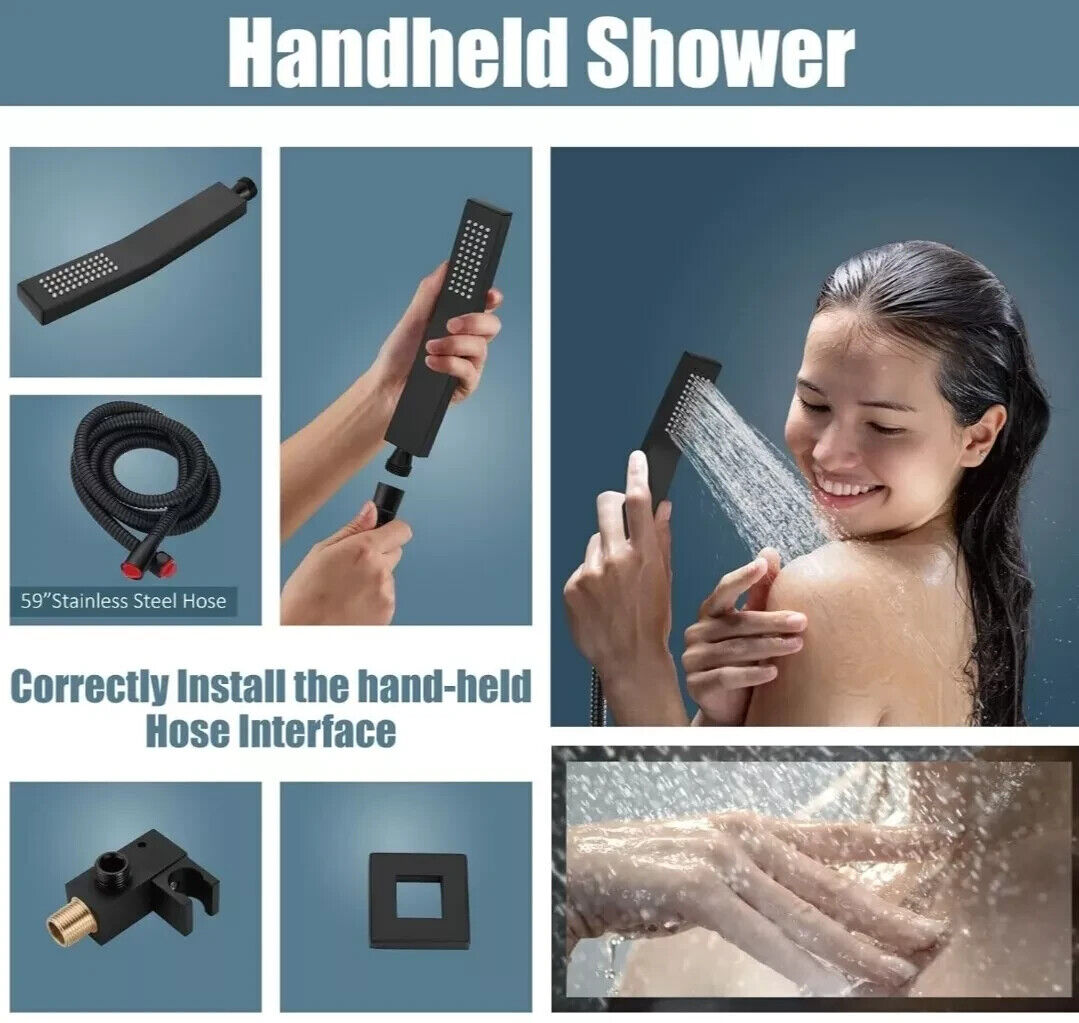 Handheld Shower
59”Stainless Steel Hose
Correctly Install the hand-held
Hose Interface